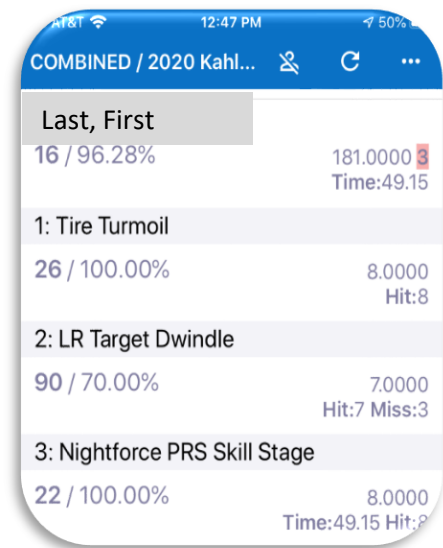 AT&T 12:47 PM 50%
COMBINED / 2020 Kahl...
Last, First
16 / 96.28% 181.0000 3
Time:49.15
1: Tire Turmoil
26 / 100.00% 8.0000
Hit:8
2: LR Target Dwindle
90 / 70.00% 7.0000
Hit:7 Miss:3
3: Nightforce PRS Skill Stage
22 / 100.00% 8.0000
Time:49.15 Hit:8